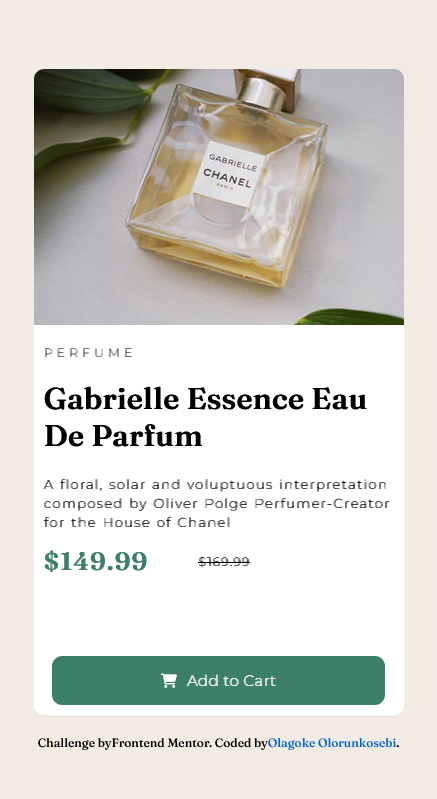 GABRIELLE
CHANEL
PARIS
PERFUME
Gabrielle Essence Eau
De Parfum
A floral, solar and voluptuous interpretation
composed by Oliver Polge Perfumer-Creator
for the House of Chanel
$149.99 $169.99
Add to Cart
Challenge byFrontend Mentor. Coded byOlagoke Olorunkosebi.